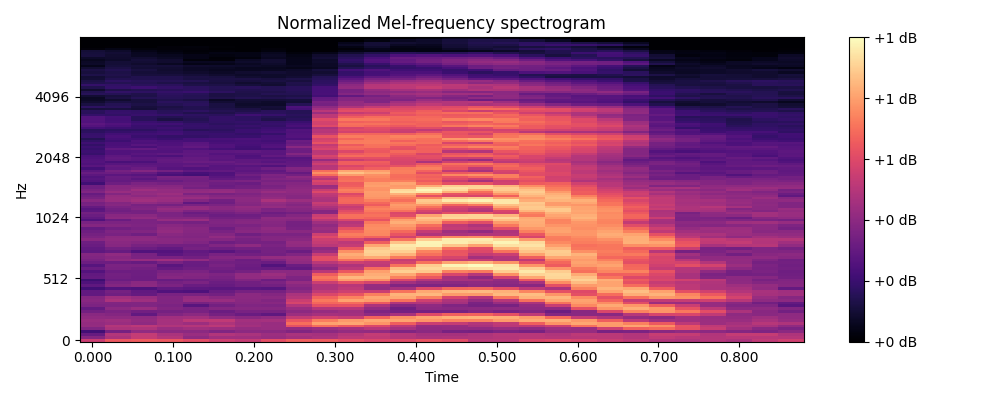 Normalized Mel-frequency spectrogram
Hz
4096
2048
1024
512
0
0.000 0.100 0.200 0.300 0.400 0.500 0.600 0.700 0.800
Time
+1 dB
+1 dB
+1 dB
+0 dB
+0 dB
+0 dB